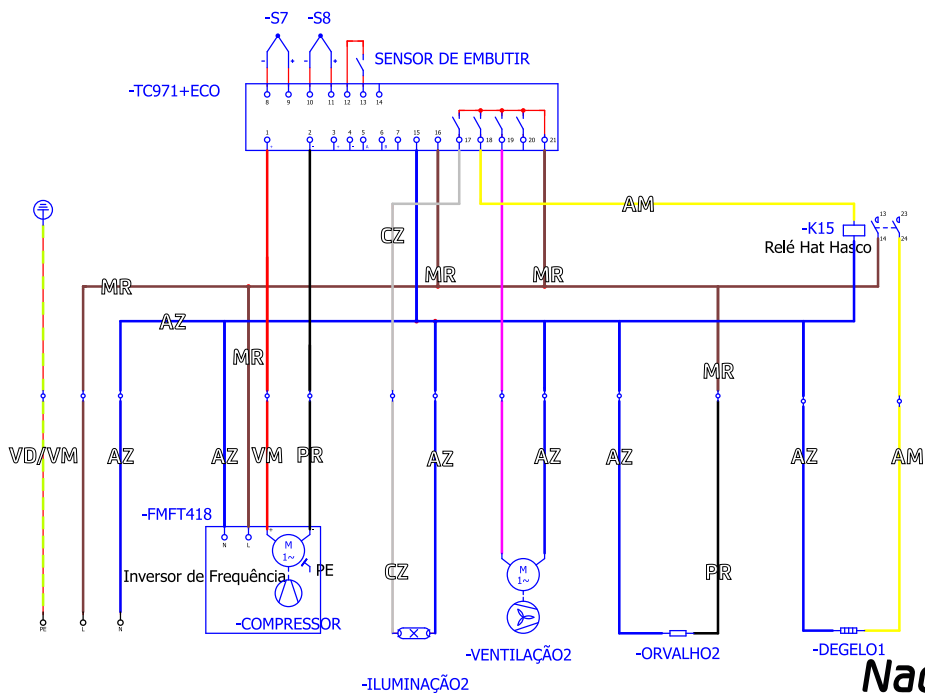 -S7 -S8
SENSOR DE EMBUTIR
-TC971+ECO
8 9 10 11 12 13 14
1 2 3 4 5 6 7 15 16 17 18 19 20 21
+ - + - A B
AM
CZ
-K15
13 23
14 24
Relé Hat Hasco
MR MR
MR
AZ
MR MR
VD/VM AZ AZ VM PR AZ AZ AZ AZ AM
-FMFT418
N L + -
M
1~
PE
Inversor de Frequência
CZ
M
1~
PR
-COMPRESSOR
PE L N
-VENTILAÇÃO2
-ORVALHO2
-DEGELO1
-ILUMINAÇÃO2